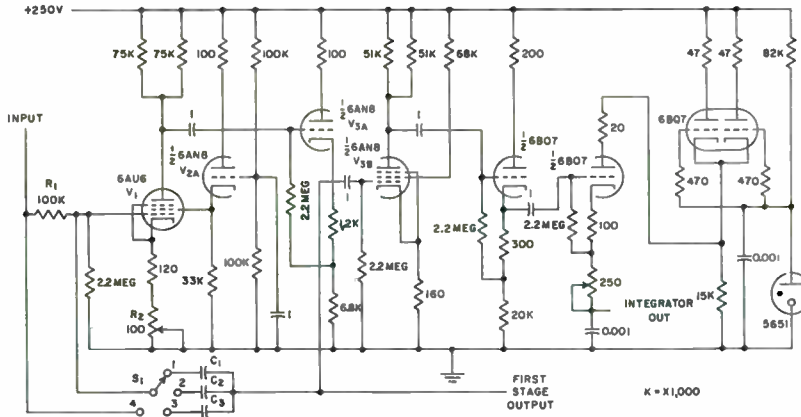 +250V
75K 75K 100 100K 100 51K 51K 68K 200 47 47 82K
20
INPUT
1
1/2 6AN8
V3A
1
1/2 6BQ7
6BQ7
1/2 6AN8
V2A
1/2 6AN8
V3B
1/2 6BQ7
R1
100K
6AU6
V1
1
1
470 470
2.2 MEG
1.2K
2.2 MEG
2.2 MEG
2.2 MEG
300
100
120
33K
100K
1
6.8K
160
20K
250
INTEGRATOR
OUT
0.001
0.001
15K
5651
R2
100
S1
1 C1
2 C2
4 3 C3
FIRST
STAGE
OUTPUT
K = X1,000